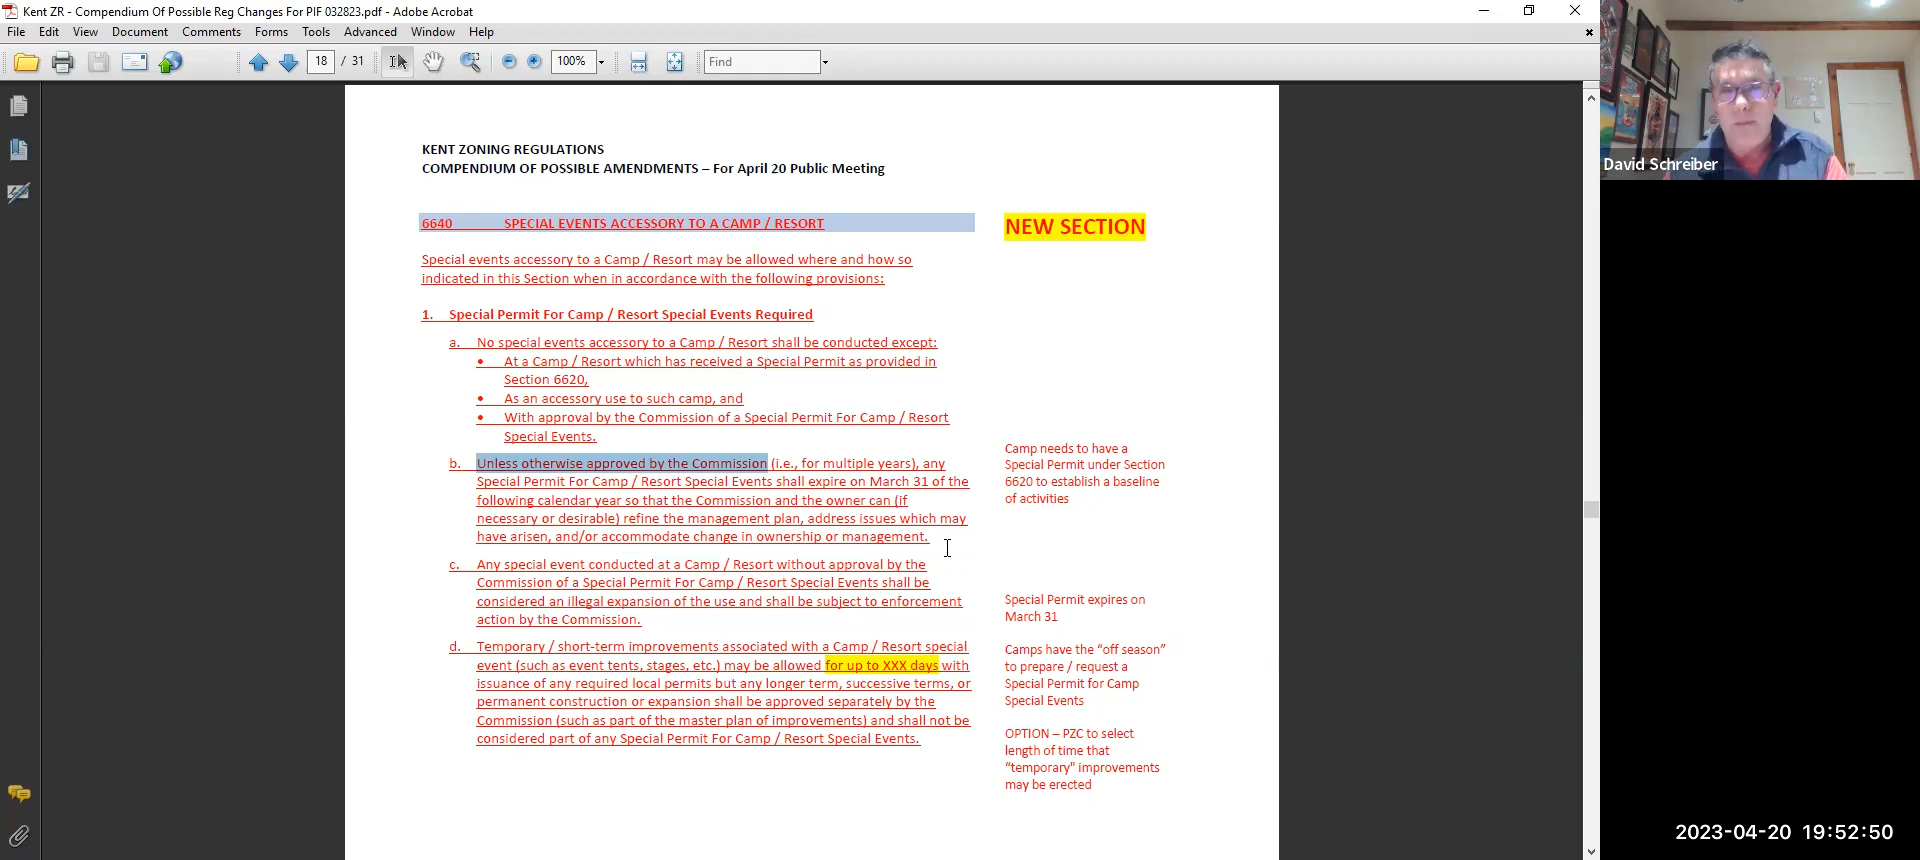 Kent ZR - Compendium Of Possible Reg Changes For PIF 032823.pdf - Adobe Acrobat
File Edit View Document Comments Forms Tools Advanced Window Help
18 / 31 100% Find
KENT ZONING REGULATIONS
COMPENDIUM OF POSSIBLE AMENDMENTS – For April 20 Public Meeting
6640 SPECIAL EVENTS ACCESSORY TO A CAMP / RESORT
NEW SECTION
Special events accessory to a Camp / Resort may be allowed where and how so
indicated in this Section when in accordance with the following provisions:
1. Special Permit For Camp / Resort Special Events Required
a. No special events accessory to a Camp / Resort shall be conducted except:
• At a Camp / Resort which has received a Special Permit as provided in
Section 6620,
• As an accessory use to such camp, and
• With approval by the Commission of a Special Permit For Camp / Resort
Special Events.
b. Unless otherwise approved by the Commission (i.e., for multiple years), any
Special Permit For Camp / Resort Special Events shall expire on March 31 of the
following calendar year so that the Commission and the owner can (if
necessary or desirable) refine the management plan, address issues which may
have arisen, and/or accommodate change in ownership or management.
c. Any special event conducted at a Camp / Resort without approval by the
Commission of a Special Permit For Camp / Resort Special Events shall be
considered an illegal expansion of the use and shall be subject to enforcement
action by the Commission.
d. Temporary / short-term improvements associated with a Camp / Resort special
event (such as event tents, stages, etc.) may be allowed for up to XXX days with
issuance of any required local permits but any longer term, successive terms, or
permanent construction or expansion shall be approved separately by the
Commission (such as part of the master plan of improvements) and shall not be
considered part of any Special Permit For Camp / Resort Special Events.
Camp needs to have a
Special Permit under Section
6620 to establish a baseline
of activities
Special Permit expires on
March 31
Camps have the “off season”
to prepare / request a
Special Permit for Camp
Special Events
OPTION – PZC to select
length of time that
“temporary" improvements
may be erected
David Schreiber
2023-04-20 19:52:50